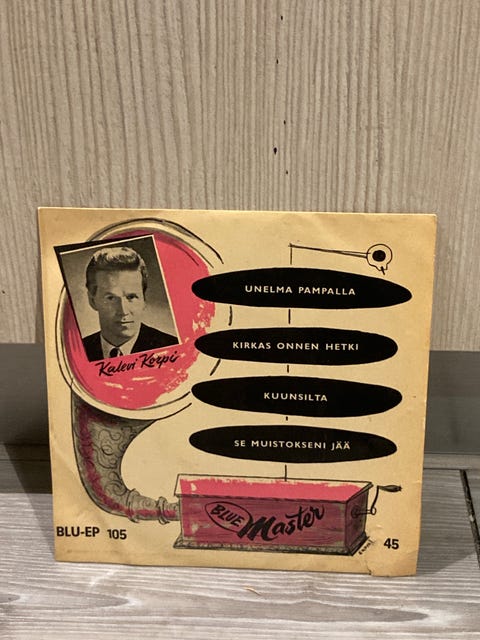 Kalevi Korpi
UNELMA PAMPALLA
KIRKAS ONNEN HETKI
KUUNSILTA
SE MUISTOKSENI JÄÄ
BLUE Master
BLU-EP 105
45